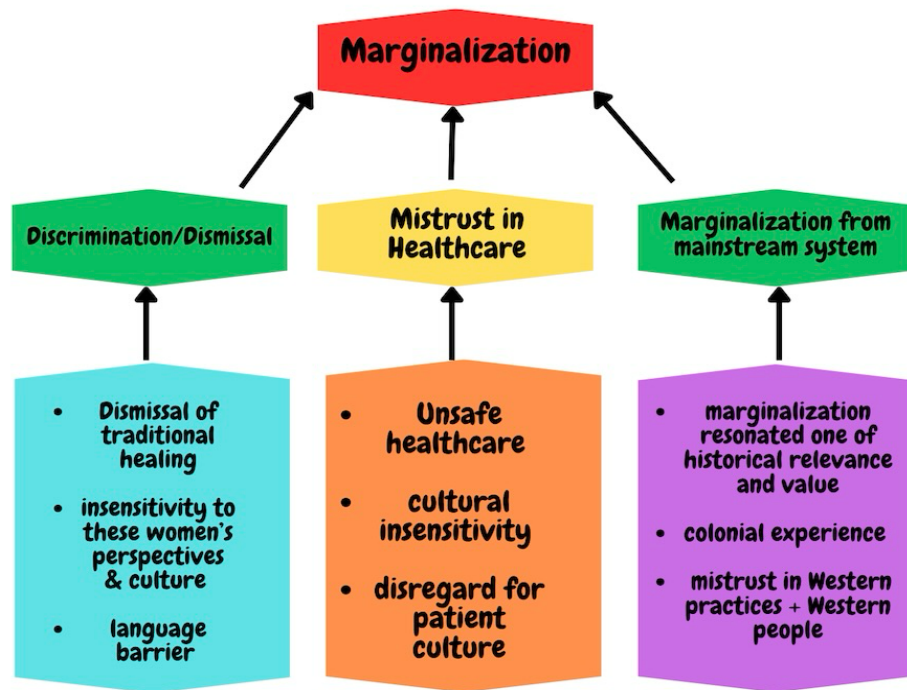 Marginalization
Discrimination/Dismissal
Mistrust in
Healthcare
Marginalization from
mainstream system
• Dismissal of
traditional
healing
• insensitivity to
these women's
perspectives
& culture
• language
barrier
• Unsafe
healthcare
• cultural
insensitivity
• disregard for
patient
culture
• marginalization
resonated one of
historical relevance
and value
• colonial experience
• mistrust in Western
practices + Western
people